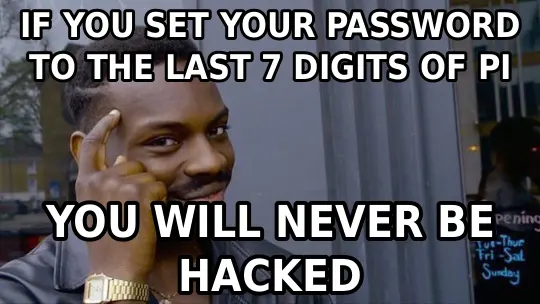 IF YOU SET YOUR PASSWORD
TO THE LAST 7 DIGITS OF PI
YOU WILL NEVER BE
HACKED
Tue-Thur
Fri-Sat
Sunday